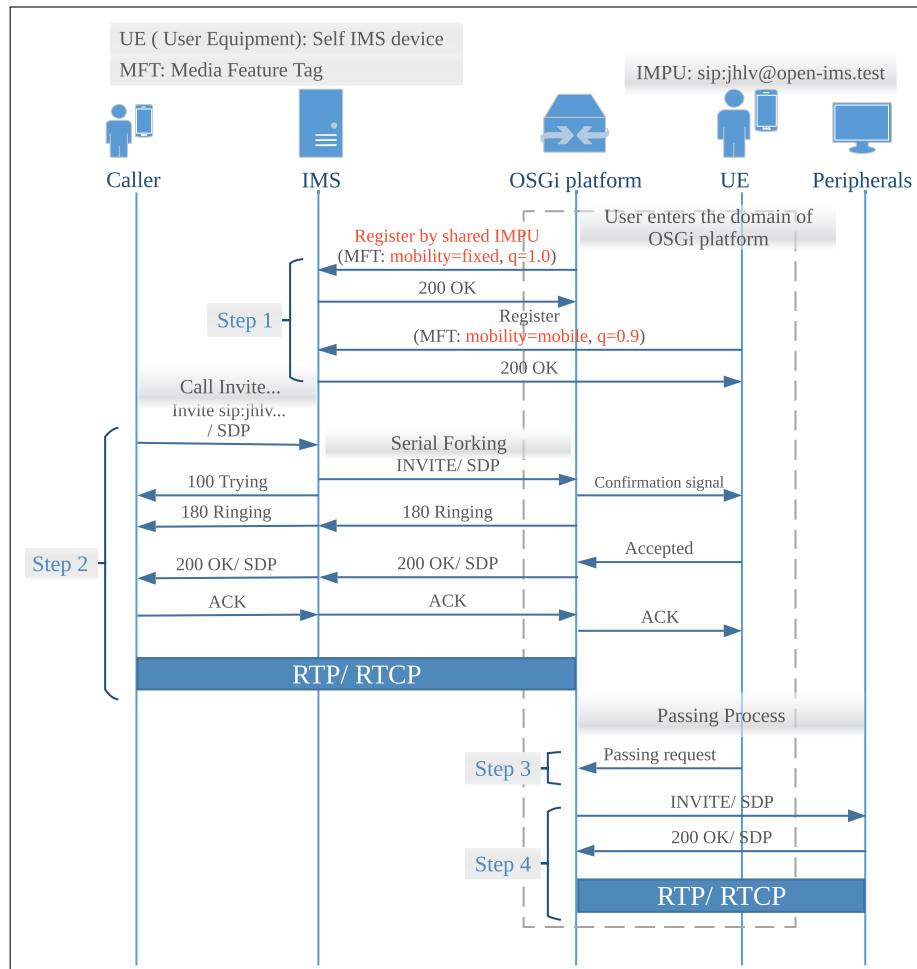 UE ( User Equipment): Self IMS device
MFT: Media Feature Tag
IMPU: sip:jhlv@open-ims.test
Caller
IMS
OSGi platform
UE
Peripherals
User enters the domain of
OSGi platform
Register by shared IMPU
(MFT: mobility=fixed, q=1.0)
200 OK
Step 1
Register
(MFT: mobility=mobile, q=0.9)
200 OK
Call Invite...
Invite sip:jhlv...
/ SDP
Serial Forking
INVITE/ SDP
100 Trying
Confirmation signal
180 Ringing
180 Ringing
Step 2
Accepted
200 OK/ SDP
200 OK/ SDP
ACK
ACK
ACK
RTP/ RTCP
Passing Process
Step 3
Passing request
INVITE/ SDP
200 OK/ SDP
Step 4
RTP/ RTCP